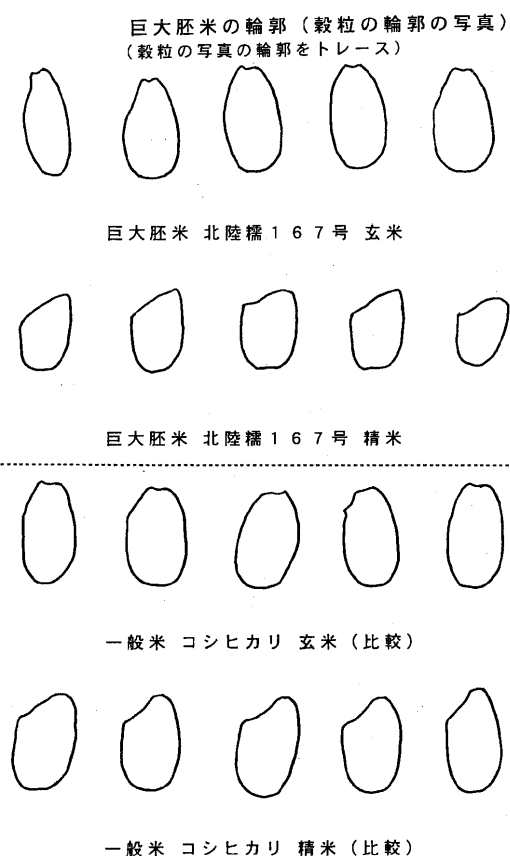 巨大胚米の輪郭（穀粒の輪郭の写真）
（穀粒の写真の輪郭をトレース）
巨大胚米 北陸糯１６７号 玄米
巨大胚米 北陸糯１６７号 精米
一般米 コシヒカリ 玄米（比較）
一般米 コシヒカリ 精米（比較）